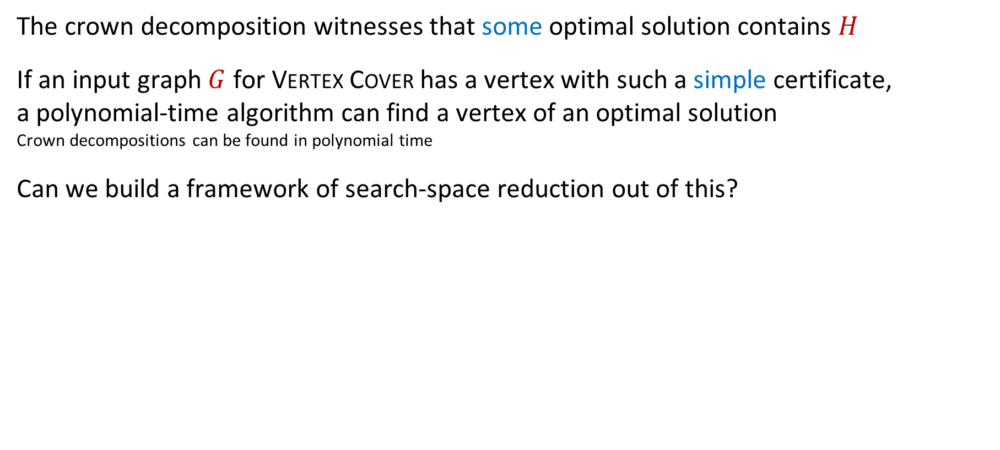 The crown decomposition witnesses that some optimal solution contains H
If an input graph G for VERTEX COVER has a vertex with such a simple certificate,
a polynomial-time algorithm can find a vertex of an optimal solution
Crown decompositions can be found in polynomial time
Can we build a framework of search-space reduction out of this?